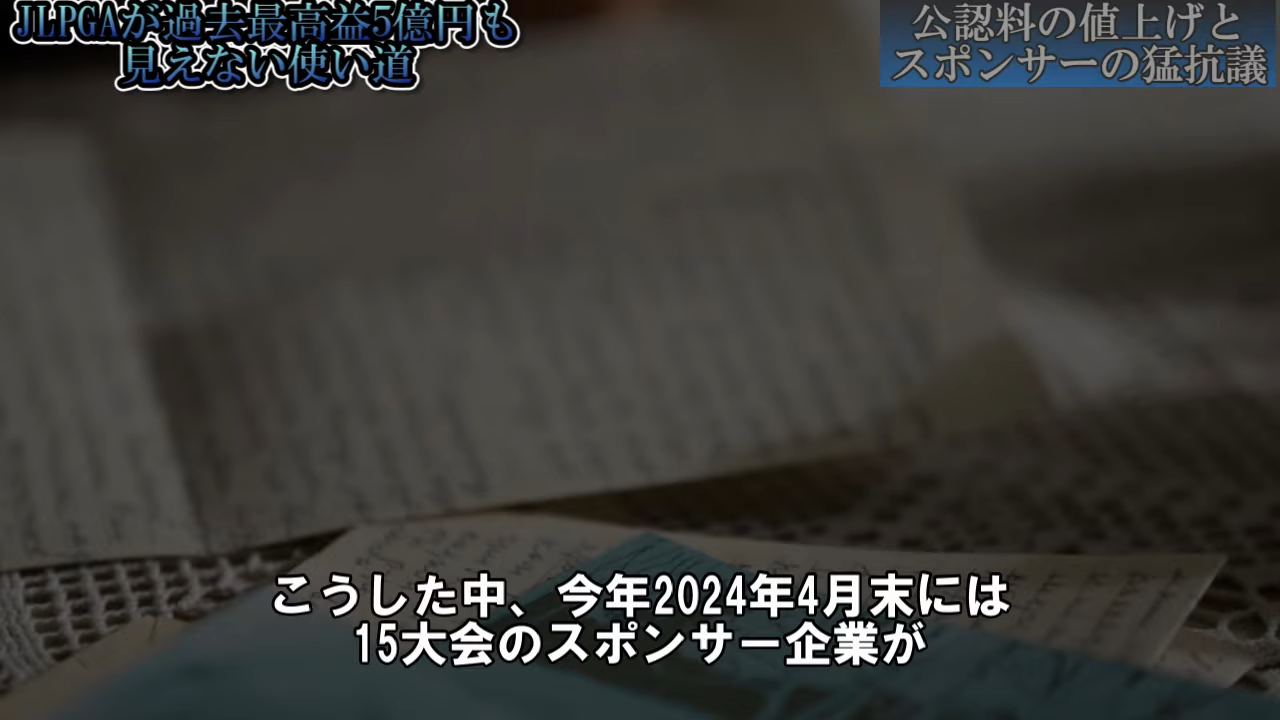 JLPGAが過去最高益5億円も
見えない使い道
公認料の値上げと
スポンサーの猛抗議
こうした中、今年2024年4月末には
15大会のスポンサー企業が